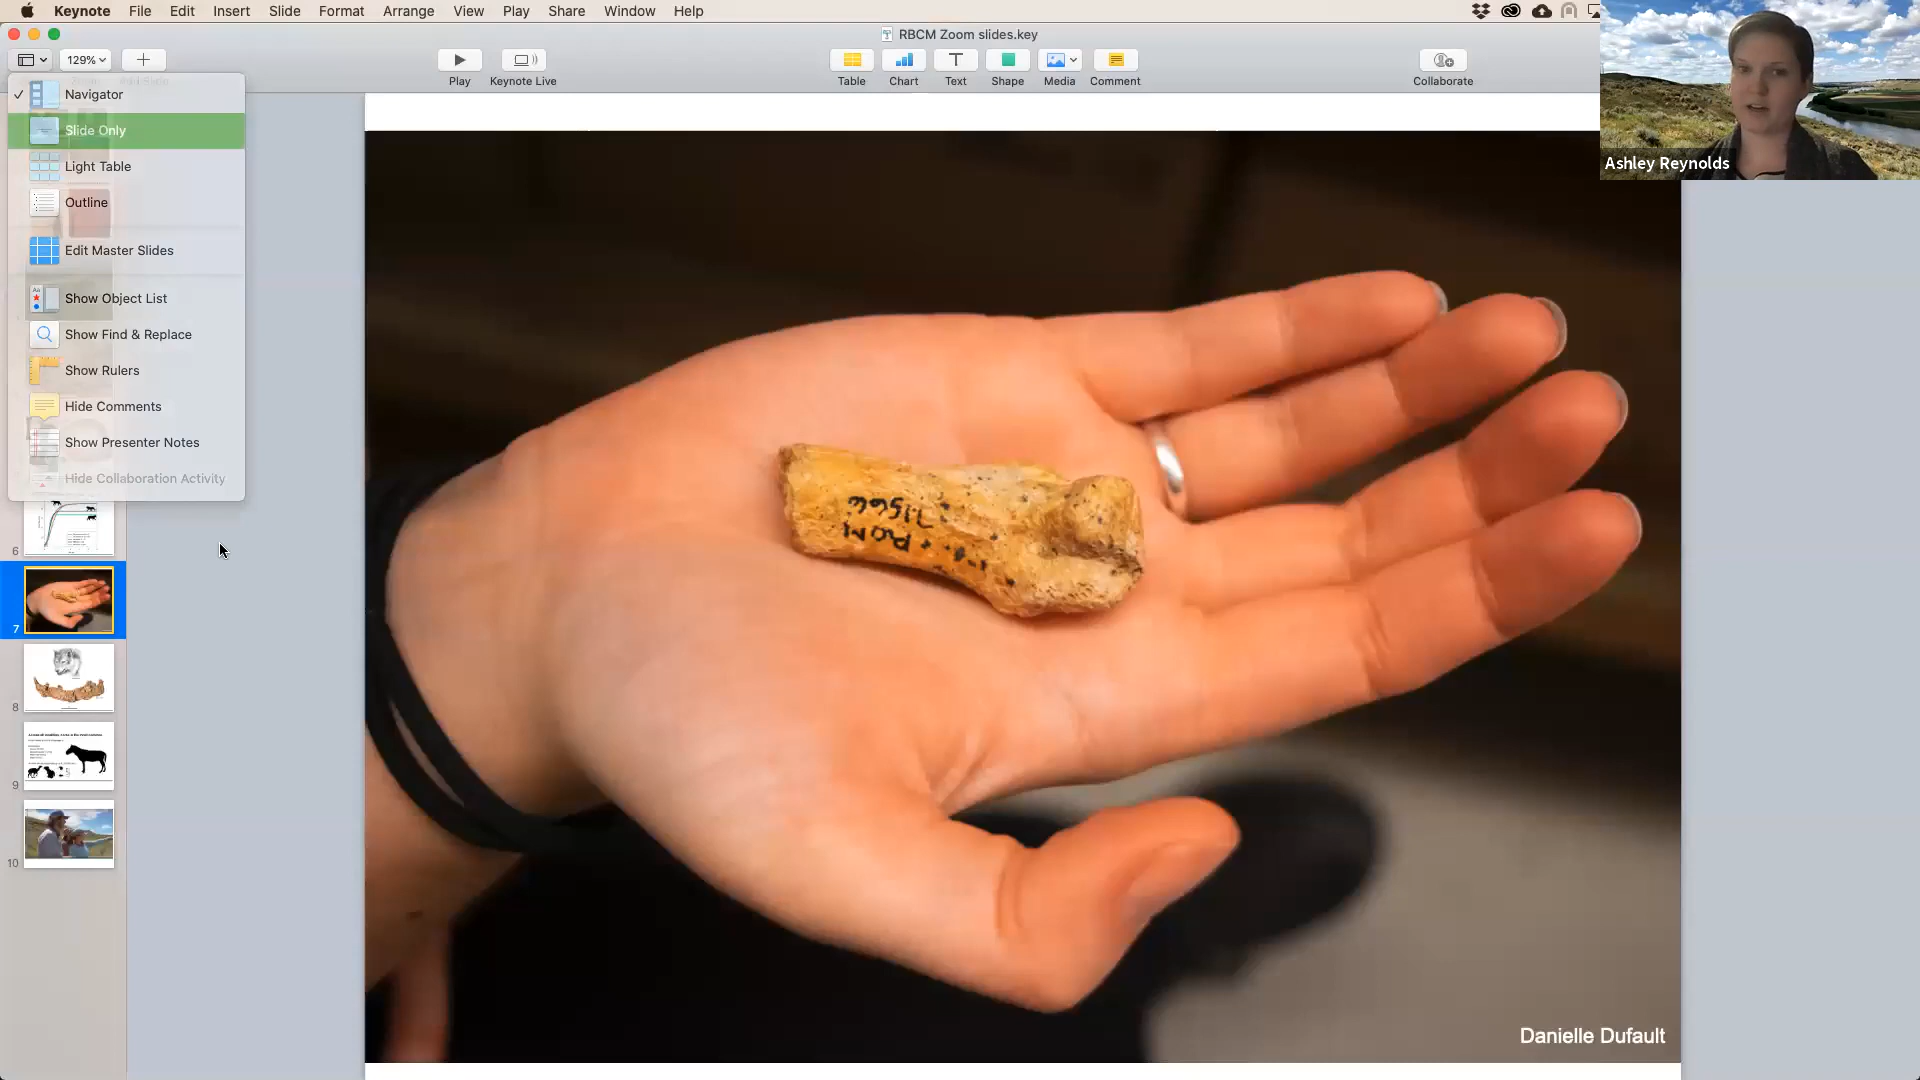 Keynote File Edit Insert Slide Format Arrange View Play Share Window Help
RBCM Zoom slides.key
129%
Play Keynote Live Table Chart Text Shape Media Comment Collaborate
Navigator
Slide Only
Light Table
Outline
Edit Master Slides
Show Object List
Show Find & Replace
Show Rulers
Hide Comments
Show Presenter Notes
Hide Collaboration Activity
6
7
8
9
10
Ashley Reynolds
ROM
71566
Danielle Dufault